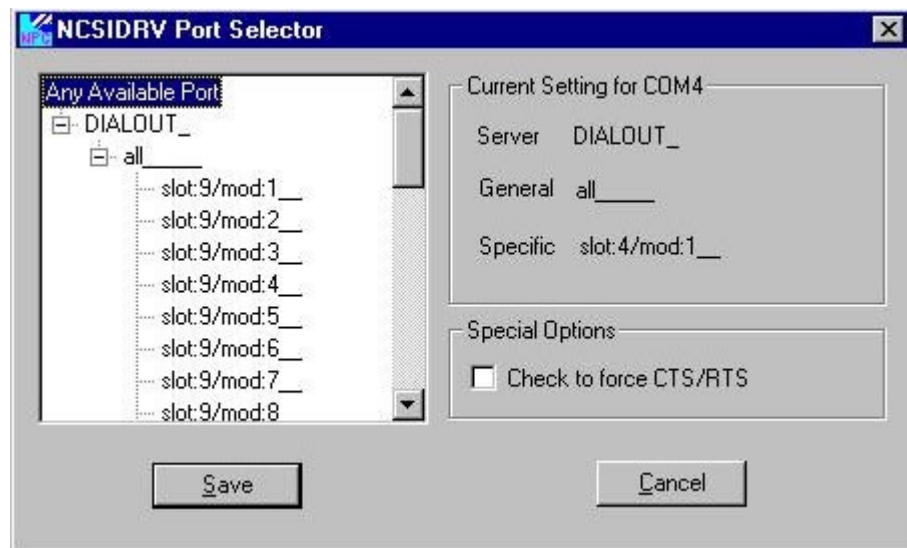 NPC
NCSIDRV Port Selector
Any Available Port
DIALOUT_
all_____
slot:9/mod:1__
slot:9/mod:2__
slot:9/mod:3__
slot:9/mod:4__
slot:9/mod:5__
slot:9/mod:6__
slot:9/mod:7__
slot:9/mod:8
Current Setting for COM4
Server DIALOUT_
General all_____
Specific slot:4/mod:1__
Special Options
Check to force CTS/RTS
Save
Cancel